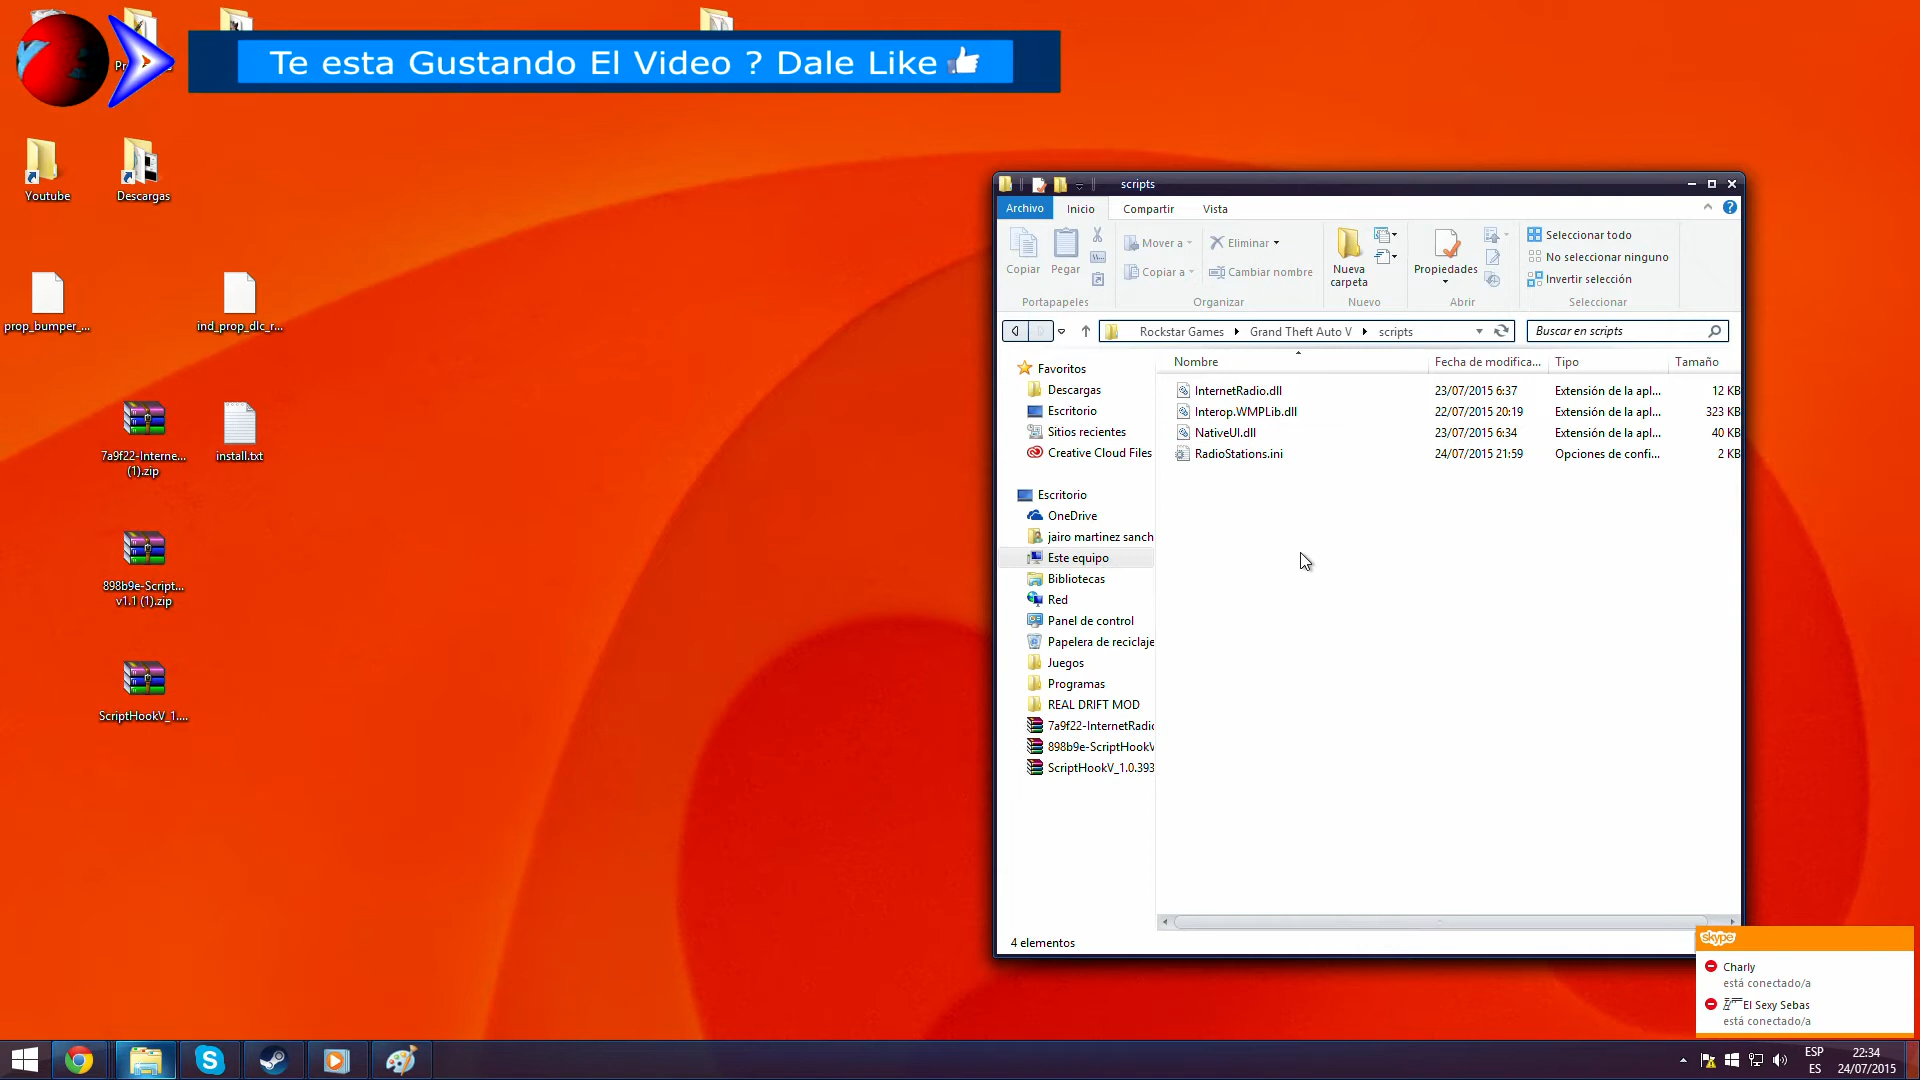 Te esta Gustando El Video ? Dale Like
Youtube
Descargas
prop_bumper_...
ind_prop_dlc_r...
7a9f22-Interne...
(1).zip
install.txt
898b9e-Script...
v1.1 (1).zip
ScriptHookV_1....
scripts
Archivo
Inicio
Compartir
Vista
Copiar
Pegar
Mover a
Copiar a
Eliminar
Cambiar nombre
Nueva
carpeta
Propiedades
Seleccionar todo
No seleccionar ninguno
Invertir selección
Portapapeles
Organizar
Nuevo
Abrir
Seleccionar
Rockstar Games
Grand Theft Auto V
scripts
Buscar en scripts
Nombre
Fecha de modifica...
Tipo
Tamaño
InternetRadio.dll 23/07/2015 6:37 Extensión de la apl... 12 KB
Interop.WMPLib.dll 22/07/2015 20:19 Extensión de la apl... 323 KB
NativeUI.dll 23/07/2015 6:34 Extensión de la apl... 40 KB
RadioStations.ini 24/07/2015 21:59 Opciones de confi... 2 KB
Favoritos
Descargas
Escritorio
Sitios recientes
Creative Cloud Files
Escritorio
OneDrive
jairo martinez sanch
Este equipo
Bibliotecas
Red
Panel de control
Papelera de reciclaje
Juegos
Programas
REAL DRIFT MOD
7a9f22-InternetRadio
898b9e-ScriptHookV
ScriptHookV_1.0.393
4 elementos
skype
Charly
está conectado/a
El Sexy Sebas
está conectado/a
ESP
ES
22:34
24/07/2015